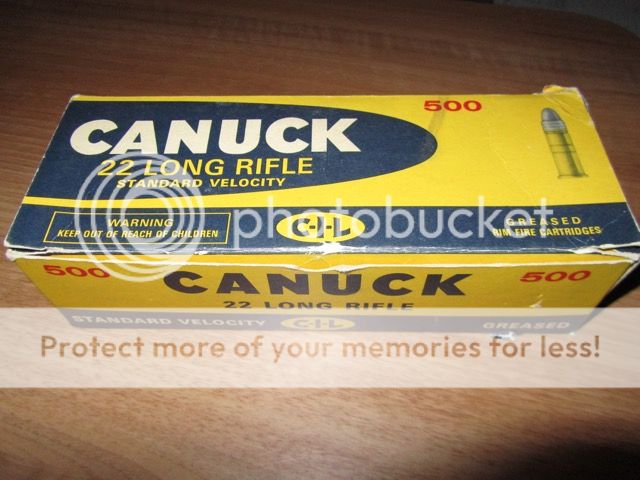 500
CANUCK
22 LONG RIFLE
STANDARD VELOCITY
WARNING
KEEP OUT OF REACH OF CHILDREN
C-I-L
GREASED
RIM FIRE CARTRIDGES
photobucket
500
CANUCK
500
22 LONG RIFLE
STANDARD VELOCITY
C-I-L
GREASED
Protect more of your memories for less!